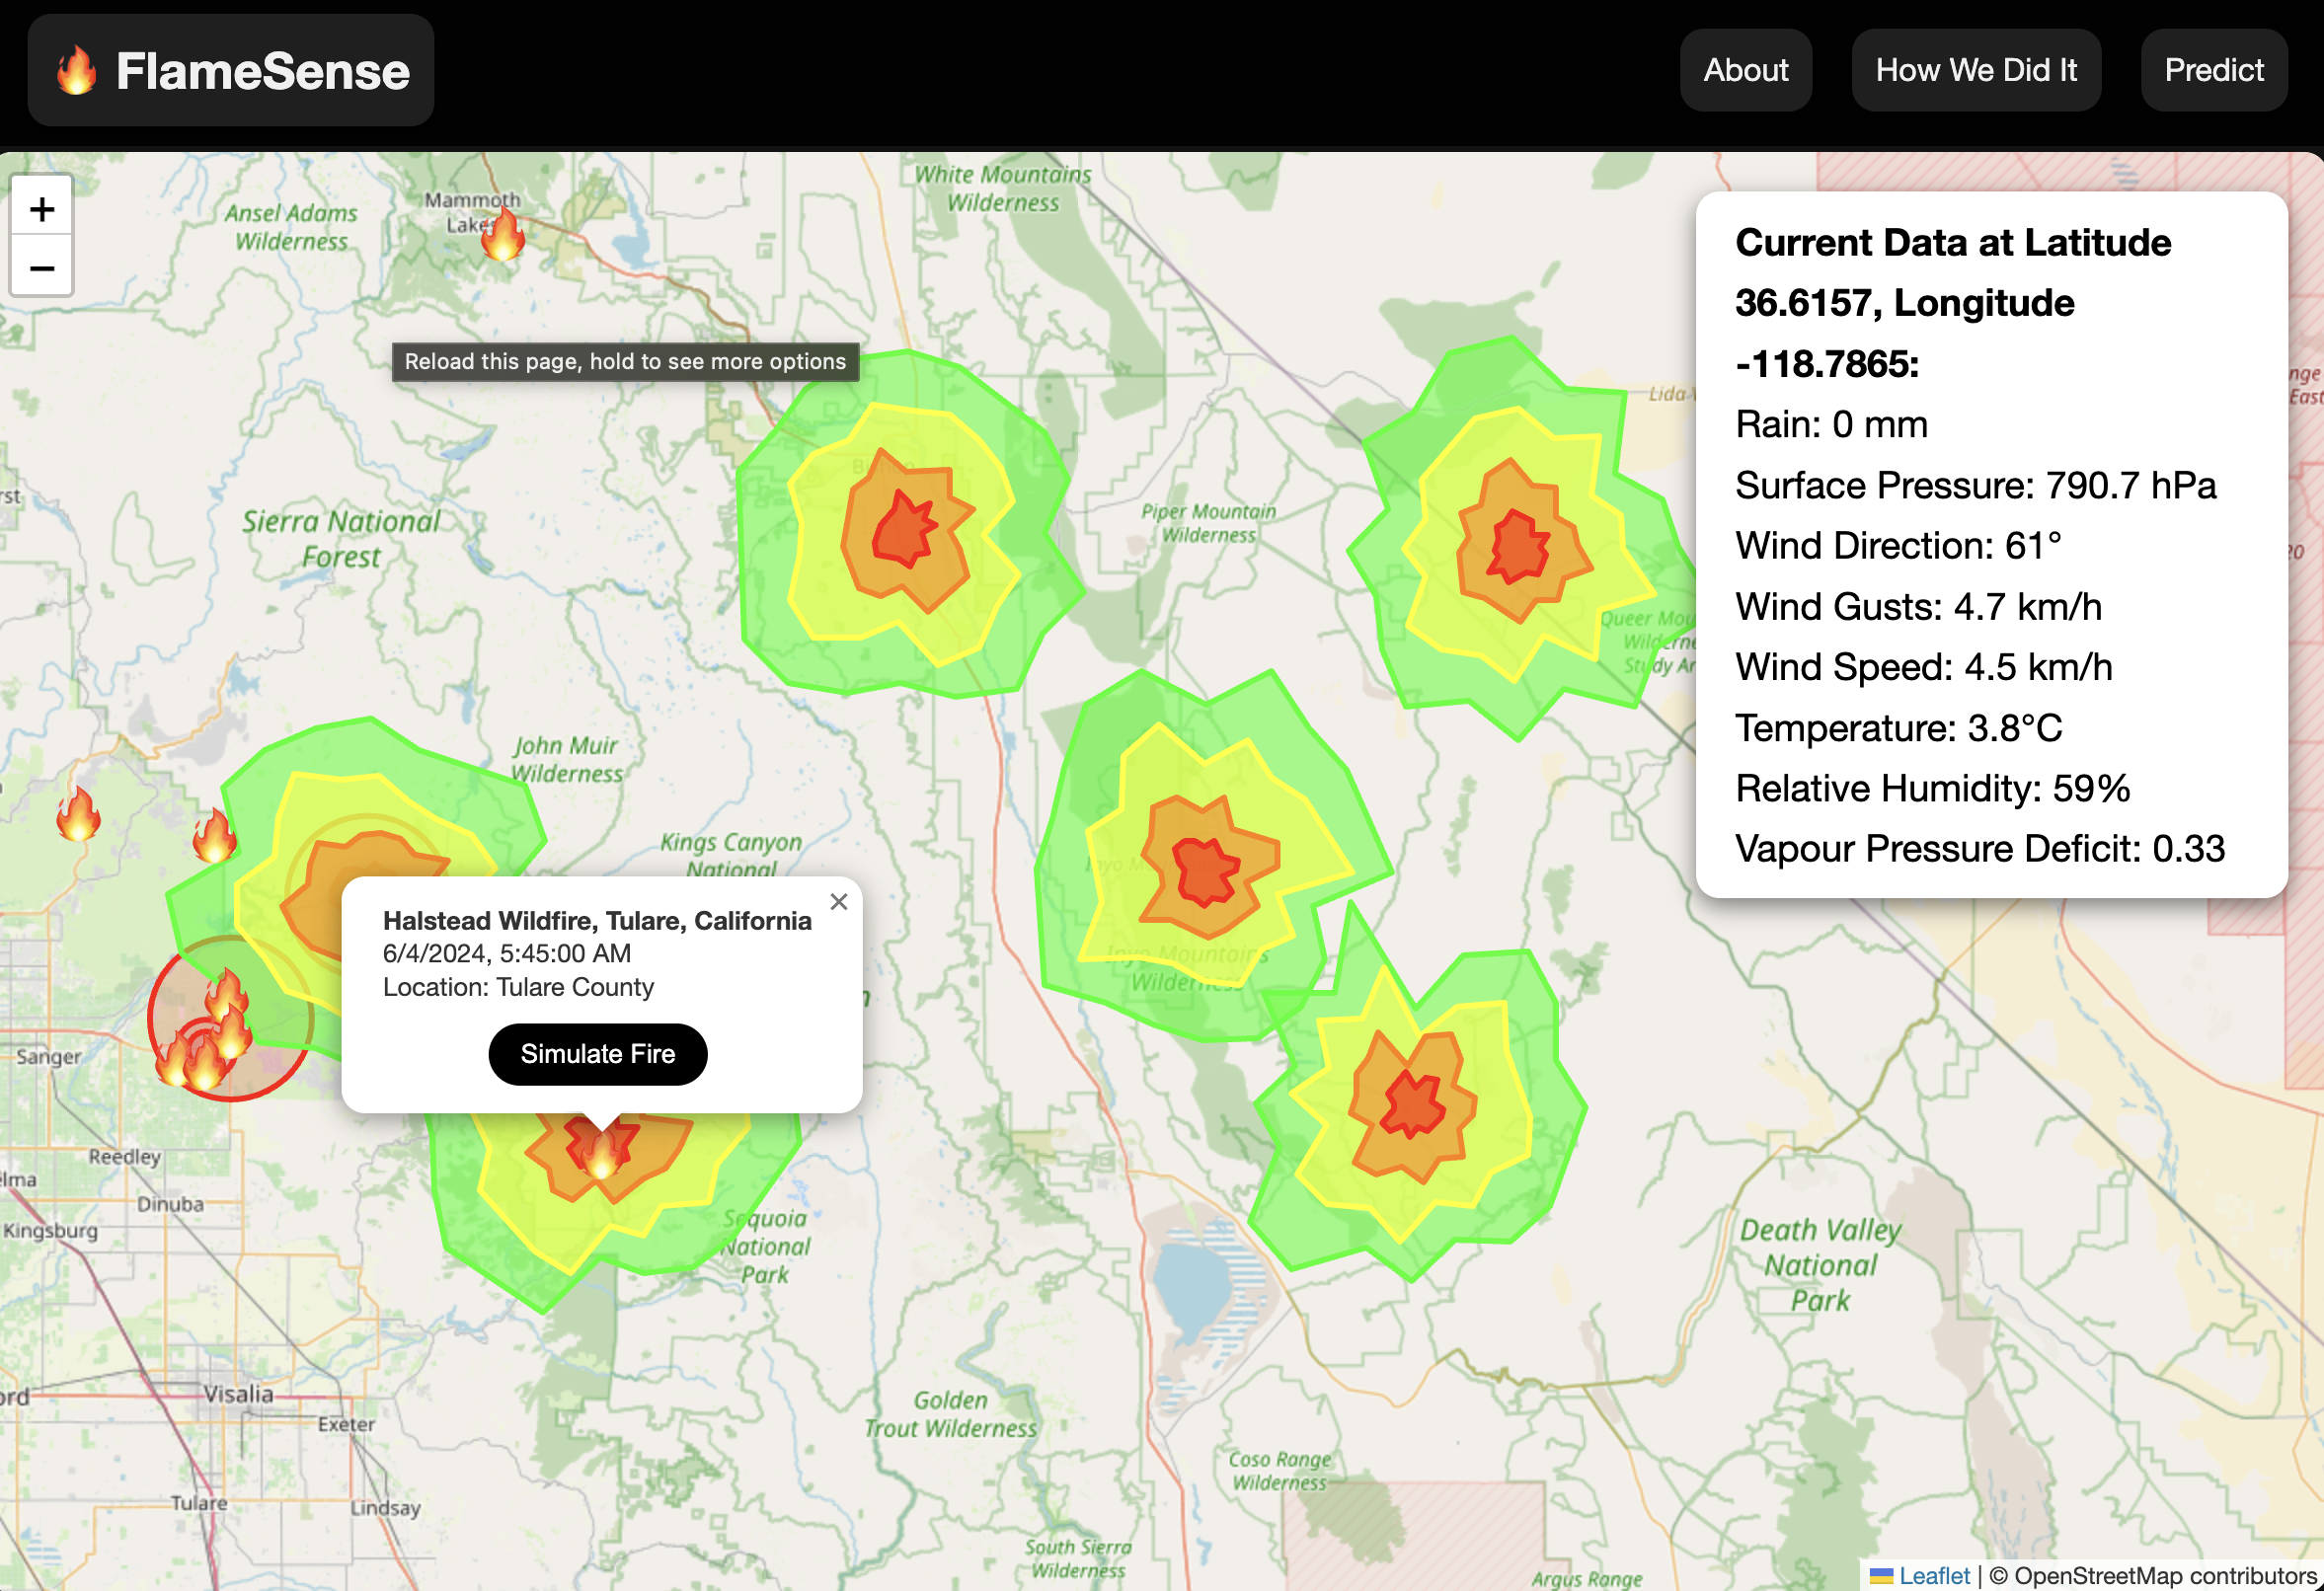 FlameSense
About
How We Did It
Predict
+
−
White Mountains
Wilderness
Mammoth
Ansel Adams
Wilderness
Reload this page, hold to see more options
Current Data at Latitude
36.6157, Longitude
-118.7865:
Rain: 0 mm
Surface Pressure: 790.7 hPa
Wind Direction: 61°
Wind Gusts: 4.7 km/h
Wind Speed: 4.5 km/h
Temperature: 3.8°C
Relative Humidity: 59%
Vapour Pressure Deficit: 0.33
Lida
Piper Mountain
Wilderness
Sierra National
Forest
John Muir
Wilderness
Kings Canyon
National
Inyo Mountains
Wilderness
Halstead Wildfire, Tulare, California
6/4/2024, 5:45:00 AM
Location: Tulare County
Simulate Fire
×
Sanger
Reedley
Dinuba
Kingsburg
Sequoia
National
Park
Death Valley
National
Park
Visalia
Exeter
Golden
Trout Wilderness
Coso Range
Wilderness
Tulare
Lindsay
South Sierra
Wilderness
Argus Range
Leaflet | © OpenStreetMap contributors